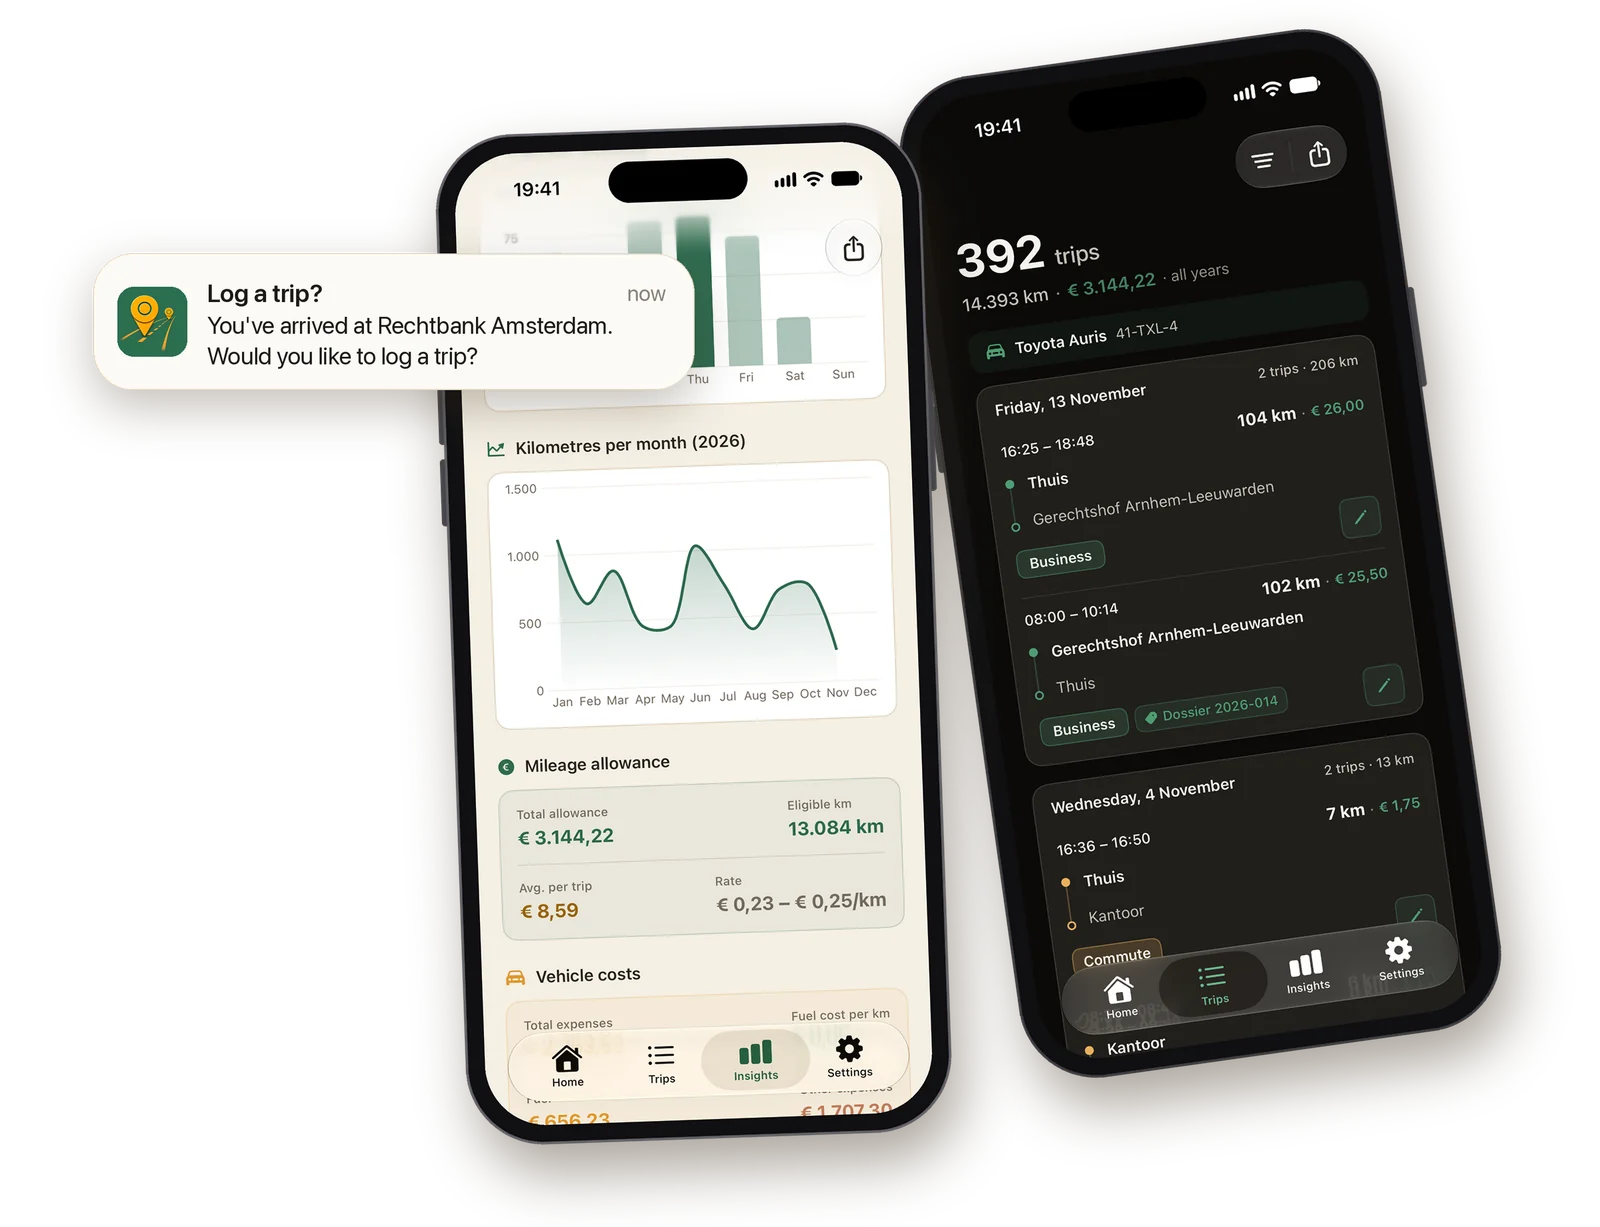 Log a trip?
now
You've arrived at Rechtbank Amsterdam.
Would you like to log a trip?
19:41
75
Thu Fri Sat Sun
Kilometres per month (2026)
1.500
1.000
500
0
Jan Feb Mar Apr May Jun Jul Aug Sep Oct Nov Dec
Mileage allowance
Total allowance
€ 3.144,22
Eligible km
13.084 km
Avg. per trip
€ 8,59
Rate
€ 0,23 – € 0,25/km
Vehicle costs
Total expenses
Fuel cost per km
Home
Trips
Insights
Settings
€ 656,23
€ 1.707,30
19:41
392 trips
14.393 km · € 3.144,22 · all years
Toyota Auris 41-TXL-4
Friday, 13 November
2 trips · 206 km
16:25 – 18:48
104 km · € 26,00
Thuis
Gerechtshof Arnhem-Leeuwarden
Business
08:00 – 10:14
102 km · € 25,50
Gerechtshof Arnhem-Leeuwarden
Thuis
Business
Dossier 2026-014
Wednesday, 4 November
2 trips · 13 km
16:36 – 16:50
7 km · € 1,75
Thuis
Kantoor
Commute
Home
Trips
Insights
Settings
Kantoor